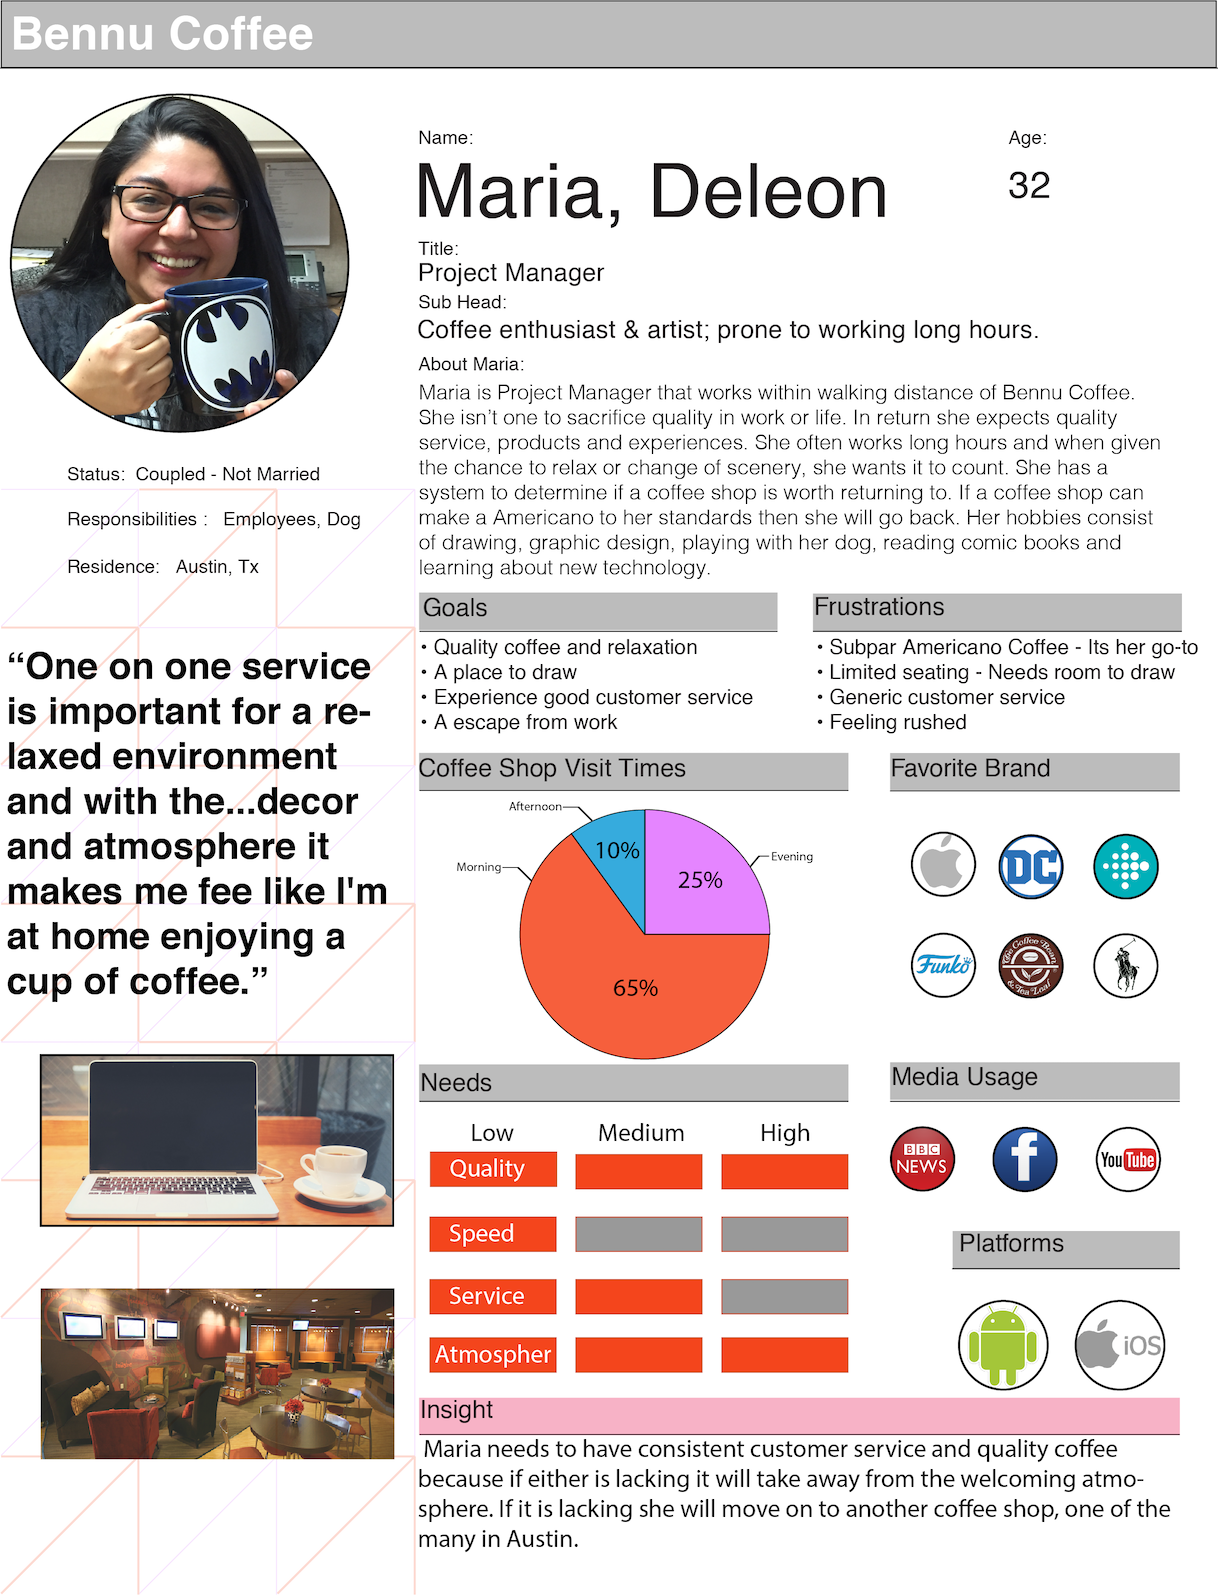 Bennu Coffee
Name:
Age:
Maria, Deleon
32
Title:
Project Manager
Sub Head:
Coffee enthusiast & artist; prone to working long hours.
About Maria:
Maria is Project Manager that works within walking distance of Bennu Coffee.
She isn't one to sacrifice quality in work or life. In return she expects quality
service, products and experiences. She often works long hours and when given
the chance to relax or change of scenery, she wants it to count. She has a
system to determine if a coffee shop is worth returning to. If a coffee shop can
make a Americano to her standards then she will go back. Her hobbies consist
of drawing, graphic design, playing with her dog, reading comic books and
learning about new technology.
Status: Coupled - Not Married
Responsibilities : Employees, Dog
Residence: Austin, Tx
“One on one service
is important for a re-
laxed environment
and with the...decor
and atmosphere it
makes me fee like I'm
at home enjoying a
cup of coffee.”
Goals
• Quality coffee and relaxation
• A place to draw
• Experience good customer service
• A escape from work
Frustrations
• Subpar Americano Coffee - Its her go-to
• Limited seating - Needs room to draw
• Generic customer service
• Feeling rushed
Coffee Shop Visit Times
Afternoon
Morning
Evening
10%
25%
65%
Favorite Brand
DC
Funko
The Coffee Bean
& Tea Leaf
Needs
Low Medium High
Quality
Speed
Service
Atmospher
Media Usage
BBC
NEWS
f
YouTube
Platforms
iOS
Insight
Maria needs to have consistent customer service and quality coffee
because if either is lacking it will take away from the welcoming atmo-
sphere. If it is lacking she will move on to another coffee shop, one of the
many in Austin.